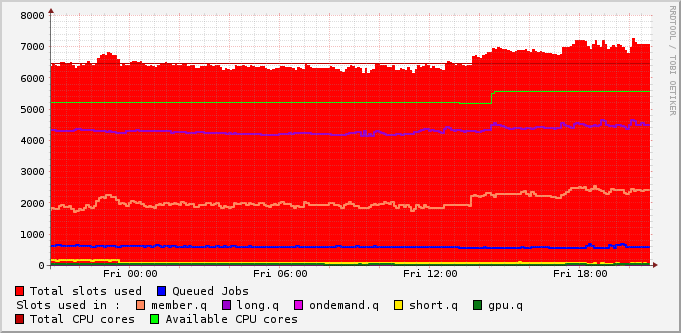 8000
7000
6000
5000
4000
3000
2000
1000
0
Fri 00:00 Fri 06:00 Fri 12:00 Fri 18:00
Total slots used Queued Jobs
Slots used in : member.q long.q ondemand.q short.q gpu.q
Total CPU cores Available CPU cores
RRDTOOL / TOBI OETIKER